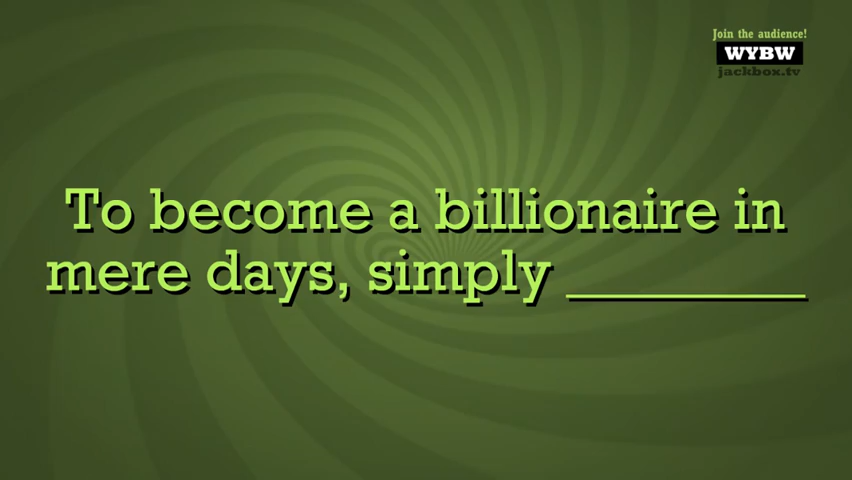 Join the audience!
WYBW
jackbox.tv
To become a billionaire in
mere days, simply ________